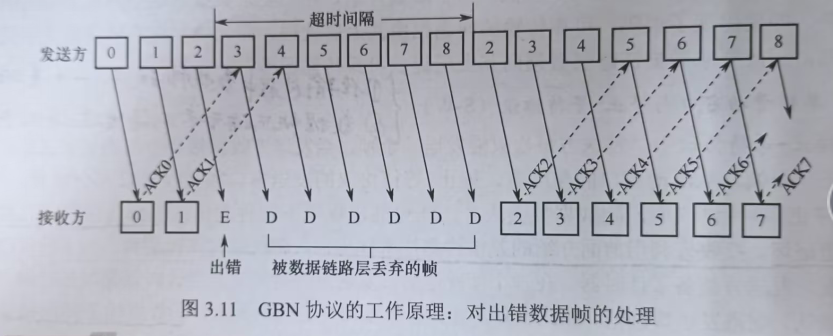 超时间隔
发送方 0 1 2 3 4 5 6 7 8 2 3 4 5 6 7 8
ACK0 ACK1 ACK2 ACK3 ACK4 ACK5 ACK6 ACK7
接收方 0 1 E D D D D D D 2 3 4 5 6 7
出错 被数据链路层丢弃的帧
图 3.11 GBN 协议的工作原理：对出错数据帧的处理